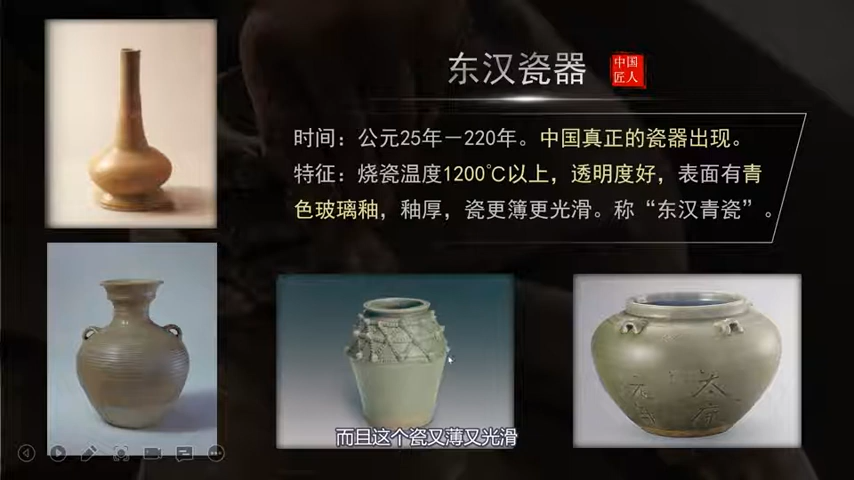 东汉瓷器
中国
匠人
时间：公元25年－220年。中国真正的瓷器出现。
特征：烧瓷温度1200℃以上，透明度好，表面有青
色玻璃釉，釉厚，瓷更簿更光滑。称“东汉青瓷”。
而且这个瓷又薄又光滑